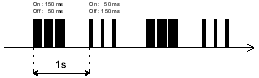 On : 150 ms On : 50 ms
Off : 50 ms Off : 150 ms
1s